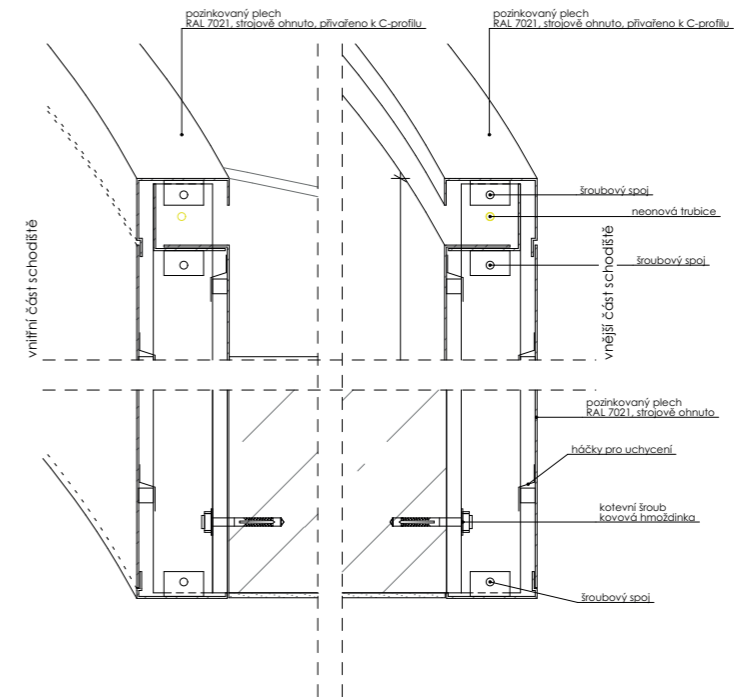 pozinkovaný plech
RAL 7021, strojově ohnuto, přivařeno k C-profilu
pozinkovaný plech
RAL 7021, strojově ohnuto, přivařeno k C-profilu
šroubový spoj
neonová trubice
šroubový spoj
vnitřní část schodiště
vnější část schodiště
pozinkovaný plech
RAL 7021, strojově ohnuto
háčky pro uchycení
kotevní šroub
kovová hmoždinka
šroubový spoj